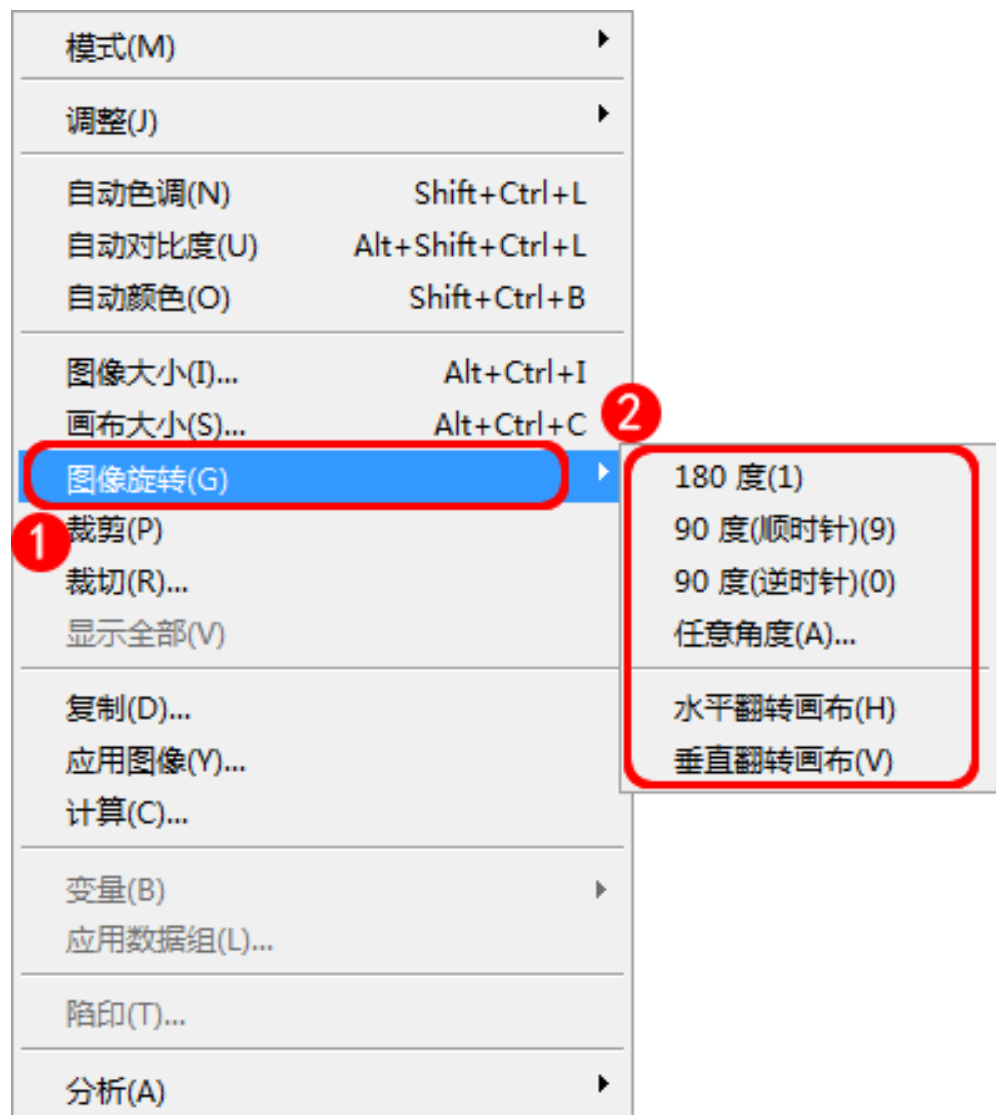 模式(M)
调整(J)
自动色调(N) Shift+Ctrl+L
自动对比度(U) Alt+Shift+Ctrl+L
自动颜色(O) Shift+Ctrl+B
图像大小(I)... Alt+Ctrl+I
画布大小(S)... Alt+Ctrl+C
2
图像旋转(G)
1
裁剪(P)
裁切(R)...
显示全部(V)
复制(D)...
应用图像(Y)...
计算(C)...
变量(B)
应用数据组(L)...
陷印(T)...
分析(A)
180 度(1)
90 度(顺时针)(9)
90 度(逆时针)(0)
任意角度(A)...
水平翻转画布(H)
垂直翻转画布(V)